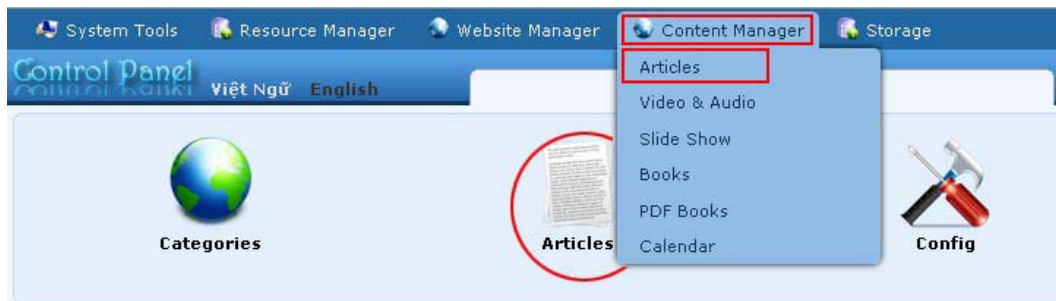 System Tools Resource Manager Website Manager Content Manager Storage
Control Panel Việt Ngữ English
Articles
Video & Audio
Slide Show
Books
PDF Books
Calendar
Categories Articles Config